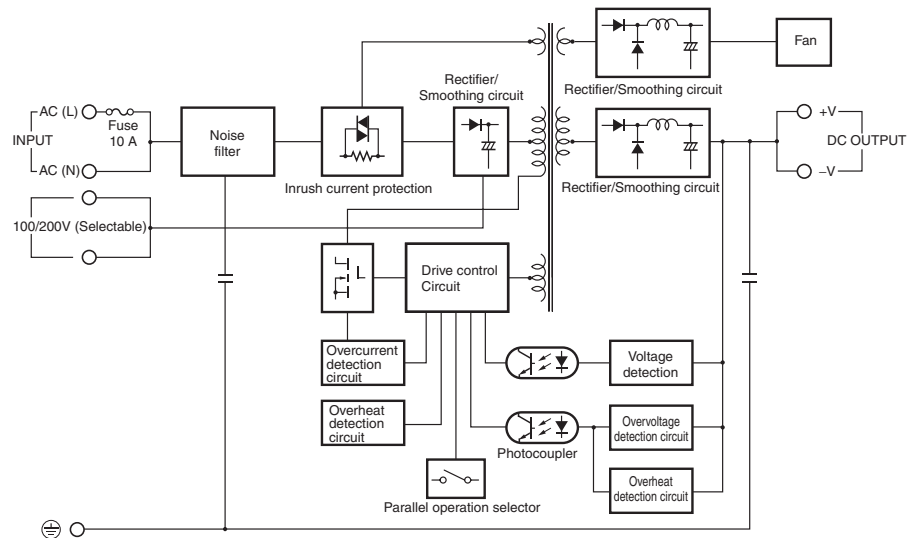 Fan
Rectifier/Smoothing circuit
Rectifier/
Smoothing circuit
AC (L)
Fuse
10 A
INPUT
AC (N)
Noise
filter
Inrush current protection
Rectifier/Smoothing circuit
+V
DC OUTPUT
–V
100/200V (Selectable)
Drive control
Circuit
Overcurrent
detection
circuit
Voltage
detection
Overheat
detection
circuit
Overvoltage
detection circuit
Photocoupler
Overheat
detection circuit
Parallel operation selector